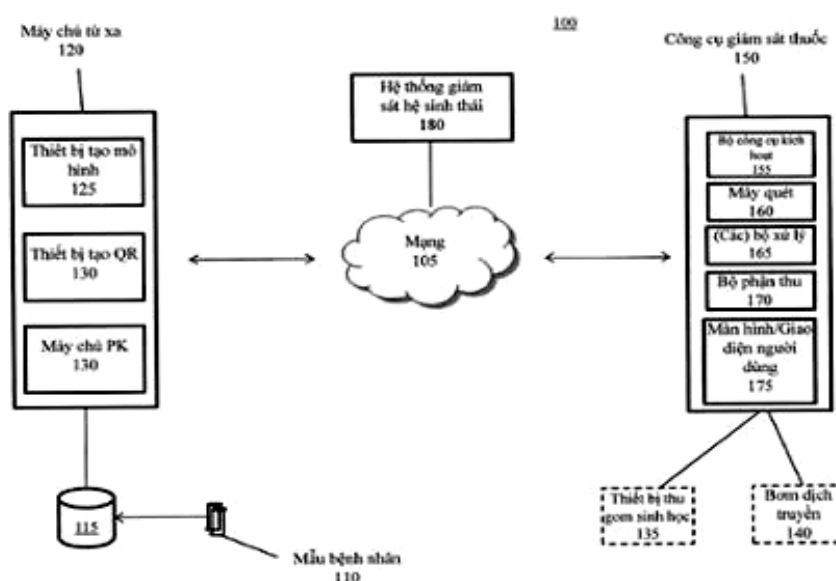 100
Máy chủ từ xa
120
Thiết bị tạo mô
hình
125
Thiết bị tạo QR
130
Máy chủ PK
130
115
Mẫu bệnh nhân
110
Hệ thống giám
sát hệ sinh thái
180
Mạng
105
Công cụ giám sát thuốc
150
Bộ công cụ kích
hoạt
155
Máy quét
160
(Các) bộ xử lý
165
Bộ phận thu
170
Màn hình/Giao
diện người
dùng
175
Thiết bị thu
gom sinh học
135
Bơm dịch
truyền
140